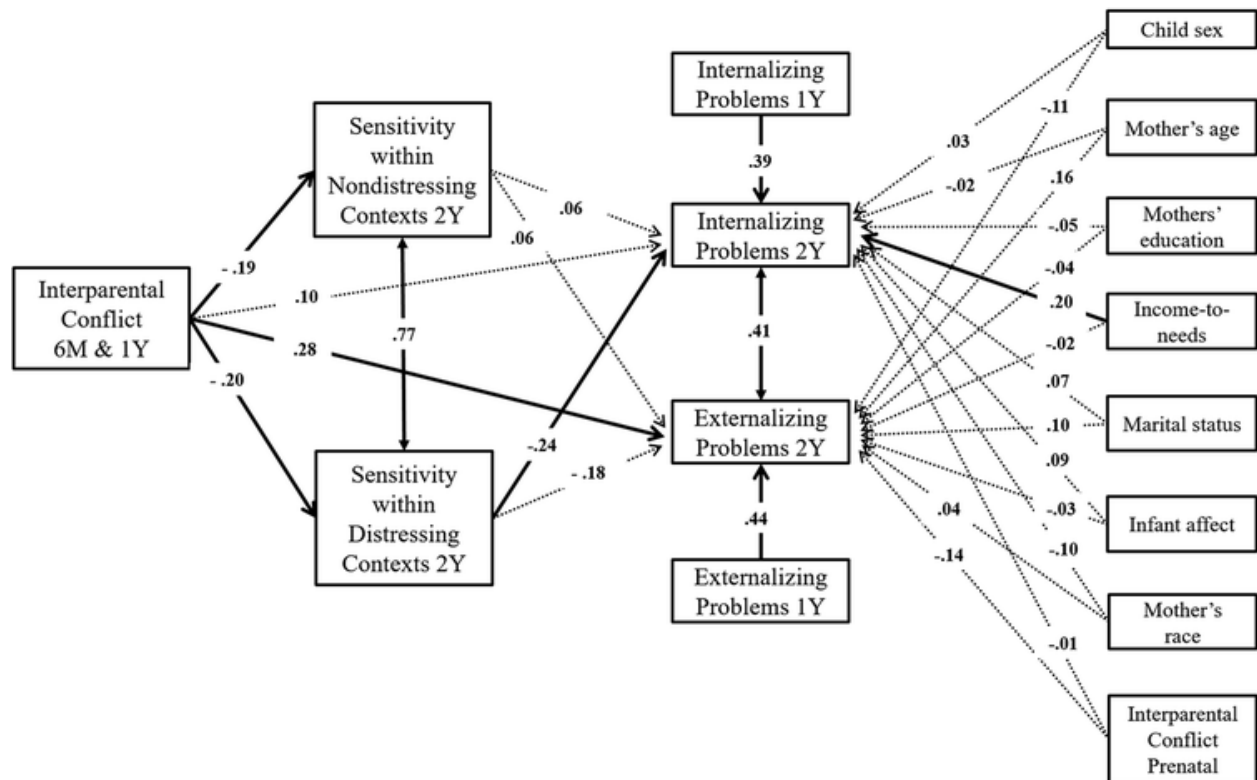 Child sex
Internalizing
Problems 1Y
-.11
Sensitivity
within
Nondistressing
Contexts 2Y
Mother's age
.03
.39
.16
-.02
.06
Internalizing
Problems 2Y
Mothers'
education
-.05
.06
-.04
- .19
Interparental
Conflict
6M & 1Y
.10
.20
Income-to-
needs
.77
.41
.28
-.02
- .20
.07
Externalizing
Problems 2Y
.10
Marital status
-.24
.09
Sensitivity
within
Distressing
Contexts 2Y
- .18
.04
-.03
Infant affect
.44
-.10
-.14
Externalizing
Problems 1Y
Mother's
race
-.01
Interparental
Conflict
Prenatal